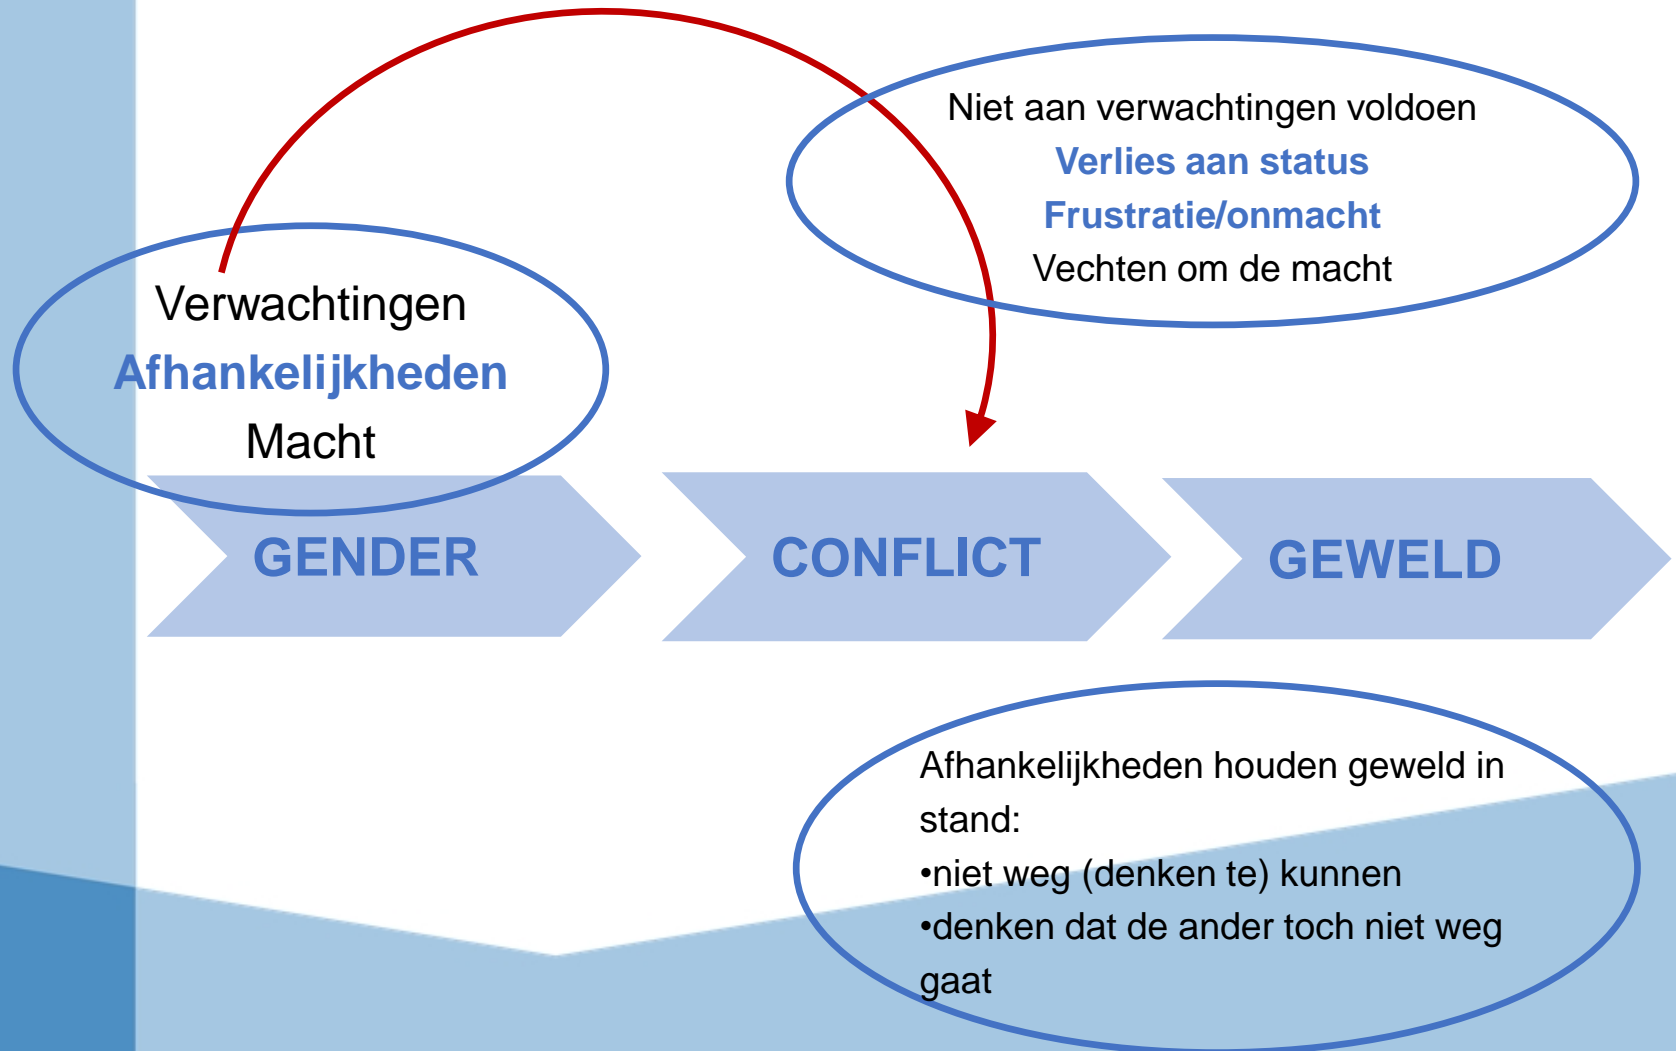 Niet aan verwachtingen voldoen
Verlies aan status
Frustratie/onmacht
Vechten om de macht
Verwachtingen
Afhankelijkheden
Macht
GENDER
CONFLICT
GEWELD
Afhankelijkheden houden geweld in
stand:
•niet weg (denken te) kunnen
•denken dat de ander toch niet weg
gaat